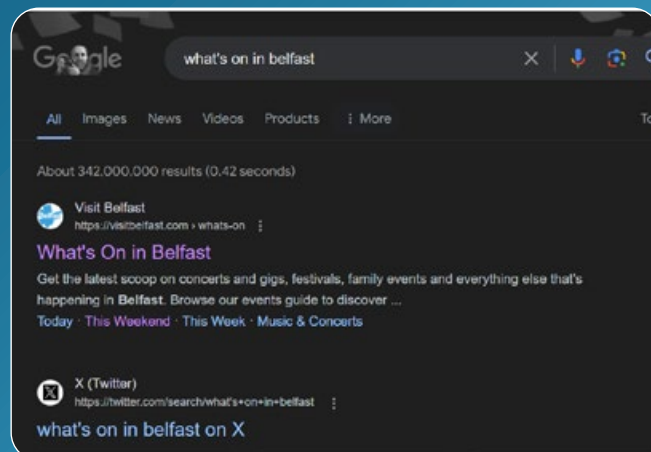 Google
what's on in belfast
All Images News Videos Products More
About 342,000,000 results (0.42 seconds)
Visit Belfast
https://visitbelfast.com › whats-on
What's On in Belfast
Get the latest scoop on concerts and gigs, festivals, family events and everything else that's
happening in Belfast. Browse our events guide to discover ...
Today · This Weekend · This Week · Music & Concerts
X (Twitter)
https://twitter.com/search/what's+on+in+belfast
what's on in belfast on X